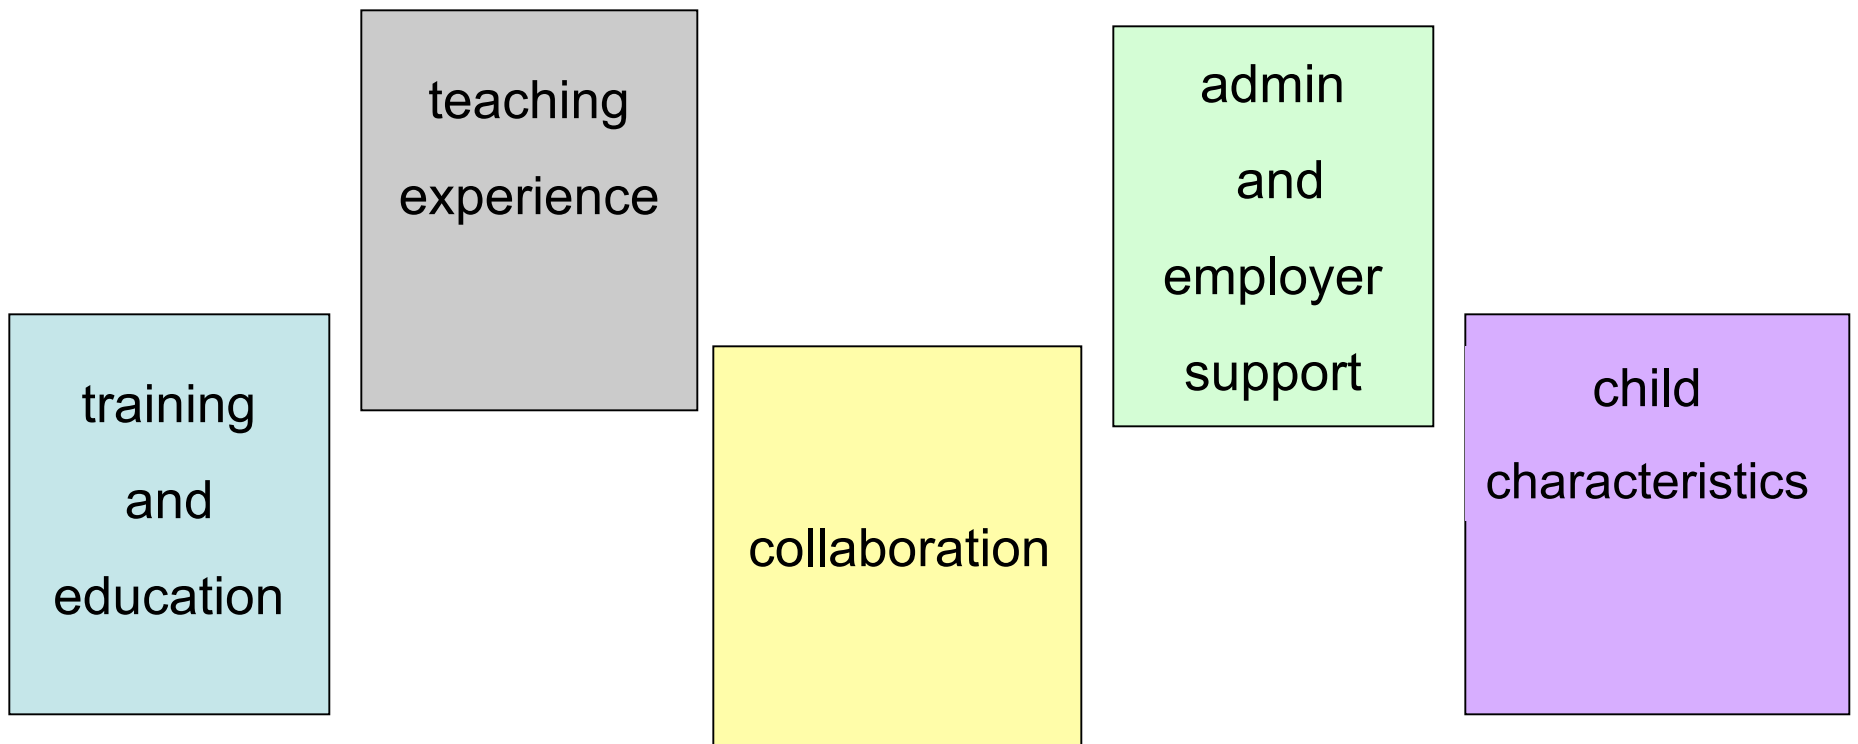 training
and
education
teaching
experience
collaboration
admin
and
employer
support
child
characteristics